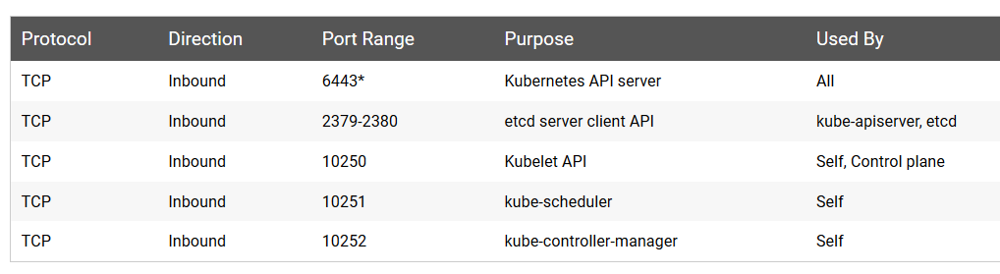 Protocol Direction Port Range Purpose Used By
TCP Inbound 6443* Kubernetes API server All
TCP Inbound 2379-2380 etcd server client API kube-apiserver, etcd
TCP Inbound 10250 Kubelet API Self, Control plane
TCP Inbound 10251 kube-scheduler Self
TCP Inbound 10252 kube-controller-manager Self